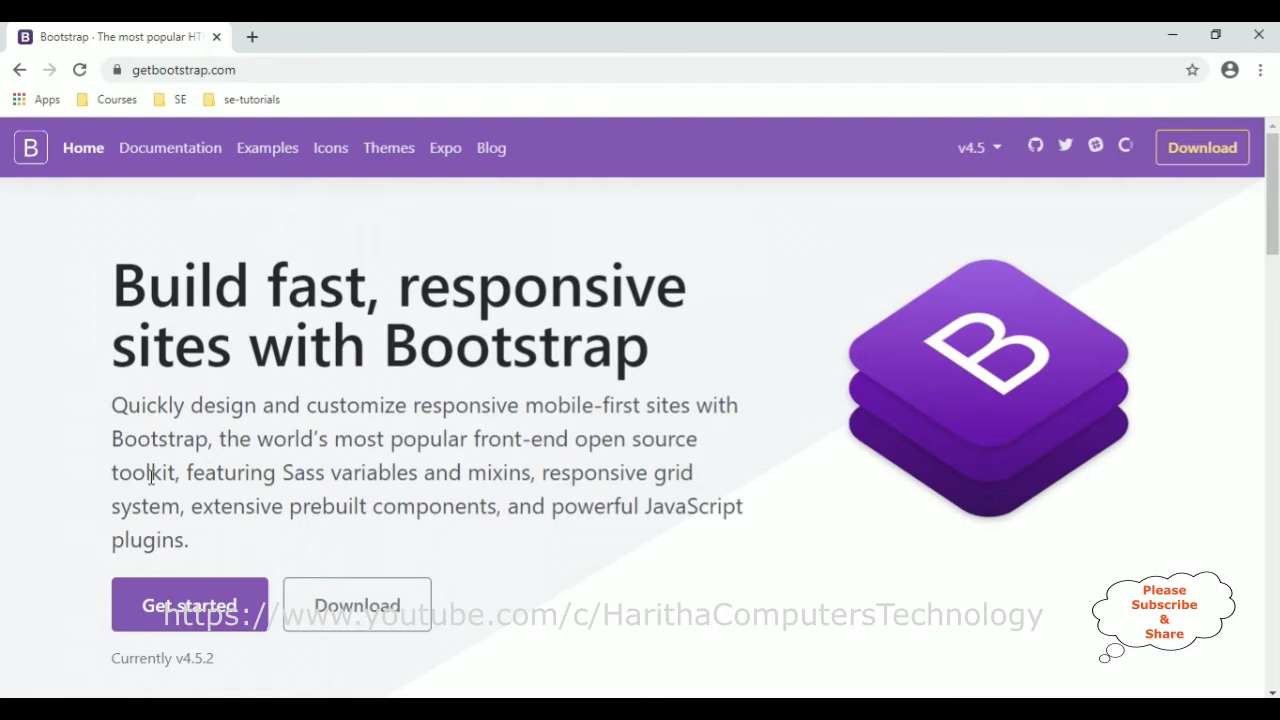 Bootstrap · The most popular HT
getbootstrap.com
Apps Courses SE se-tutorials
B Home Documentation Examples Icons Themes Expo Blog v4.5 Download
Build fast, responsive
sites with Bootstrap
B
Quickly design and customize responsive mobile-first sites with
Bootstrap, the world's most popular front-end open source
toolkit, featuring Sass variables and mixins, responsive grid
system, extensive prebuilt components, and powerful JavaScript
plugins.
Get started Download
https://www.youtube.com/c/HarithaComputersTechnology
Currently v4.5.2
Please
Subscribe
&
Share